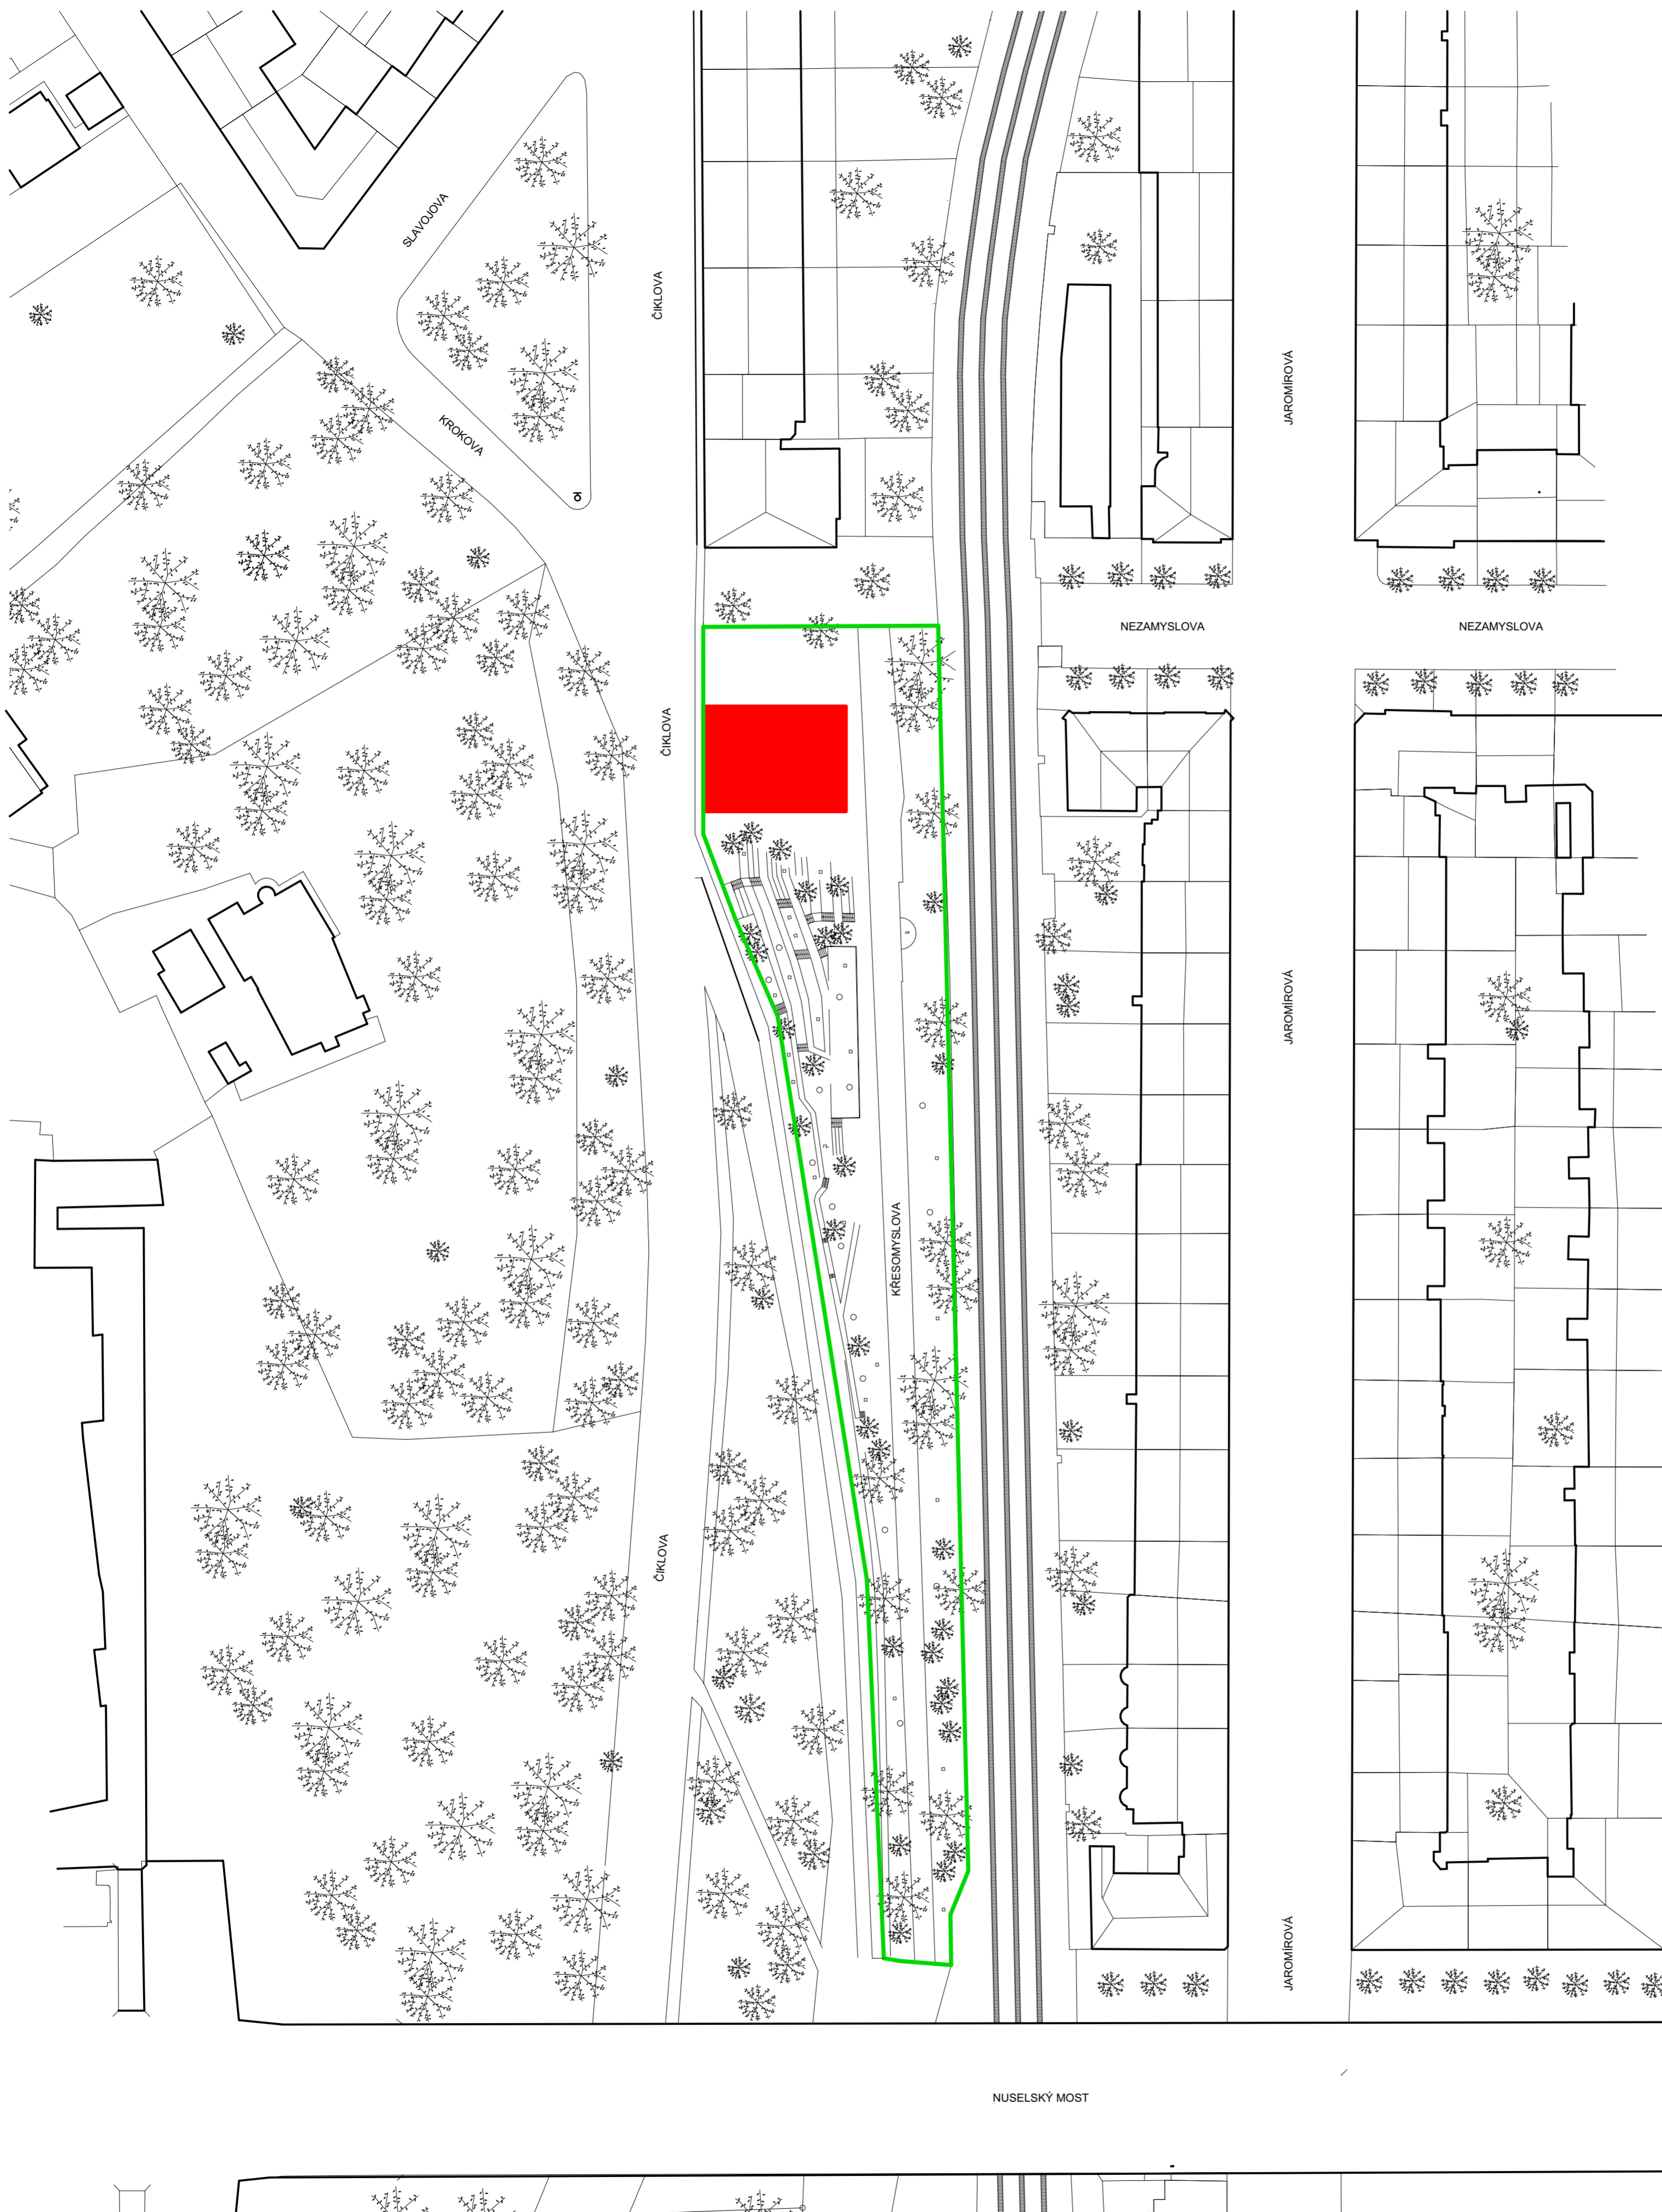 SLAVOJOVA
ČIKLOVA
JAROMÍROVÁ
KROKOVA
NEZAMYSLOVA
NEZAMYSLOVA
ČIKLOVA
JAROMÍROVÁ
KŘESOMYSLOVA
ČIKLOVA
JAROMÍROVÁ
NUSELSKÝ MOST